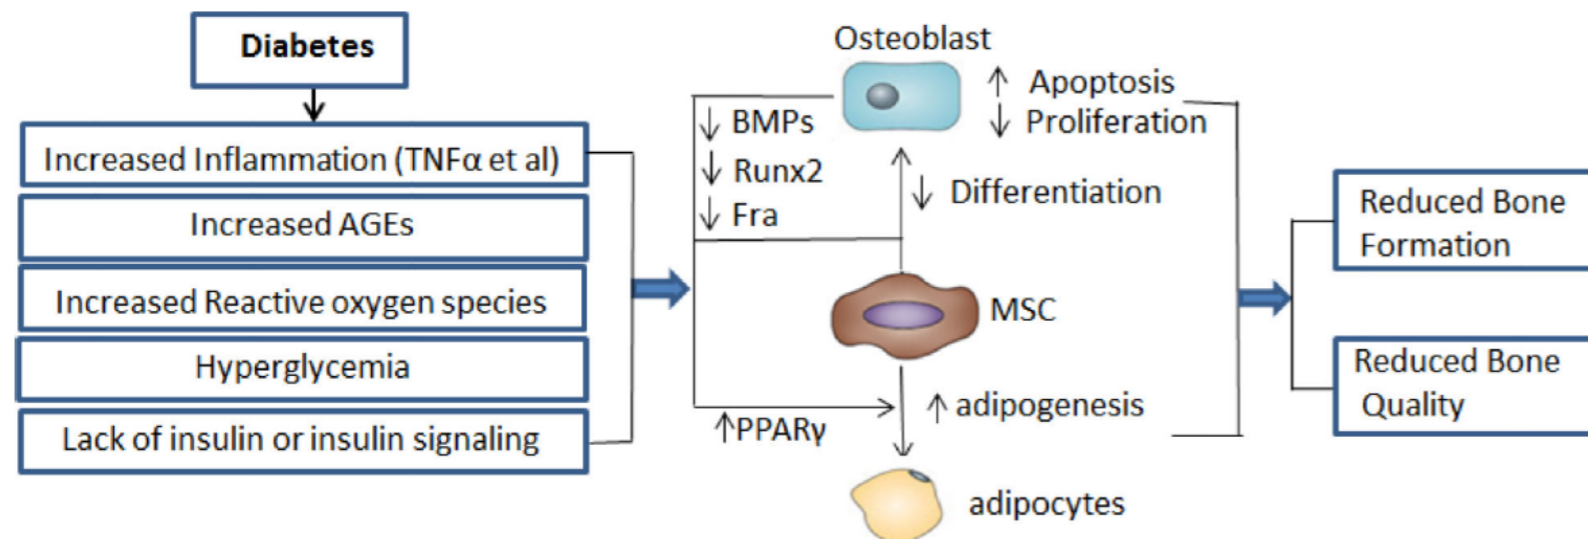 Diabetes
Increased Inflammation (TNFα et al)
Increased AGEs
Increased Reactive oxygen species
Hyperglycemia
Lack of insulin or insulin signaling
Osteoblast
↑ Apoptosis
↓ Proliferation
↓ BMPs
↓ Runx2
↓ Fra
↓ Differentiation
MSC
↑PPARγ
↑ adipogenesis
adipocytes
Reduced Bone
Formation
Reduced Bone
Quality